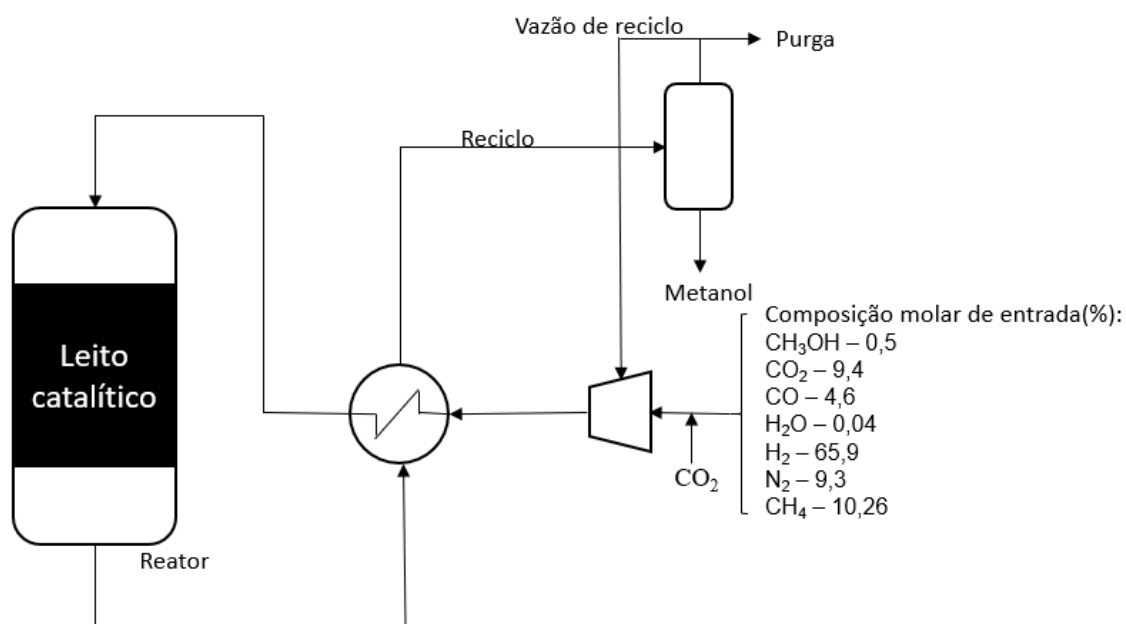 Vazão de reciclo
Purga
Reciclo
Metanol
Leito
catalítico
Reator
CO₂
Composição molar de entrada(%):
CH₃OH – 0,5
CO₂ – 9,4
CO – 4,6
H₂O – 0,04
H₂ – 65,9
N₂ – 9,3
CH₄ – 10,26